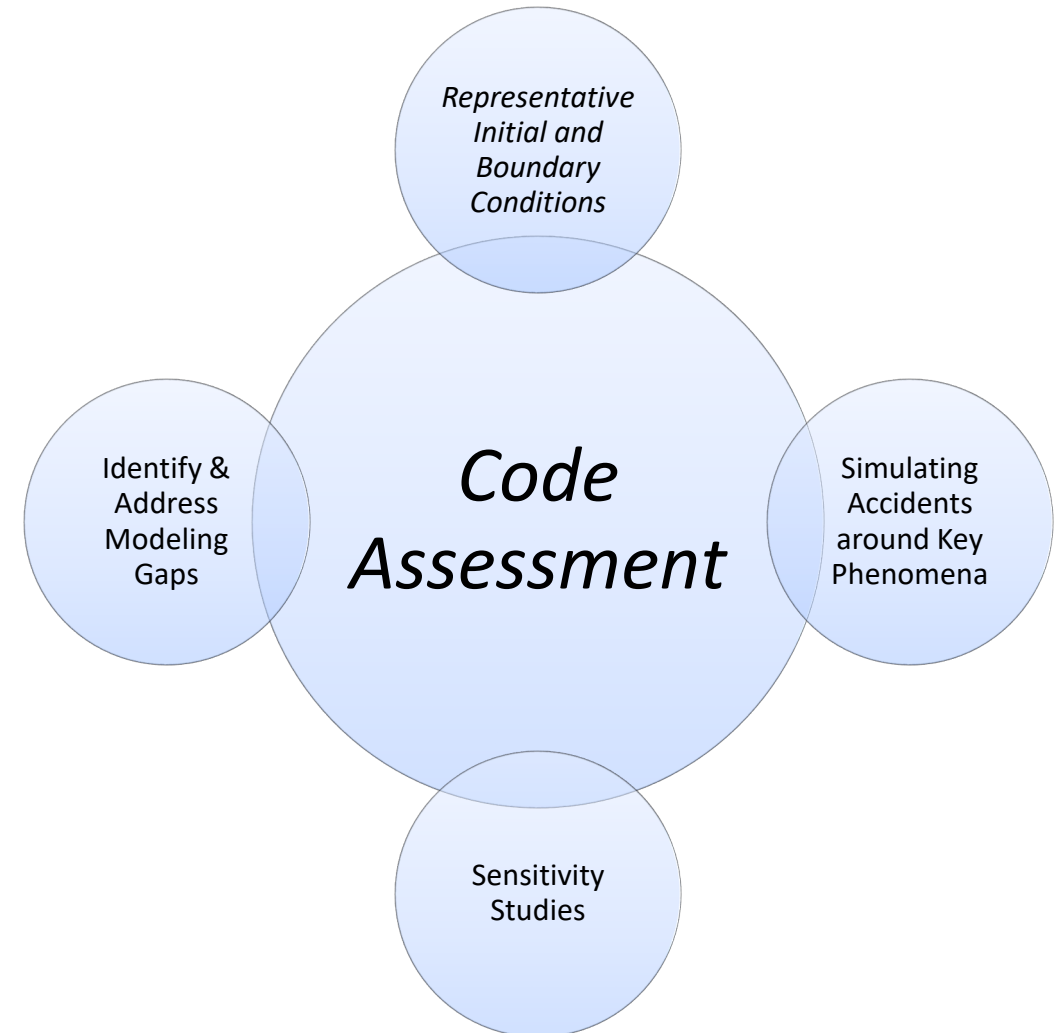 Representative
Initial and
Boundary
Conditions
Identify &
Address
Modeling
Gaps
Code
Assessment
Simulating
Accidents
around Key
Phenomena
Sensitivity
Studies